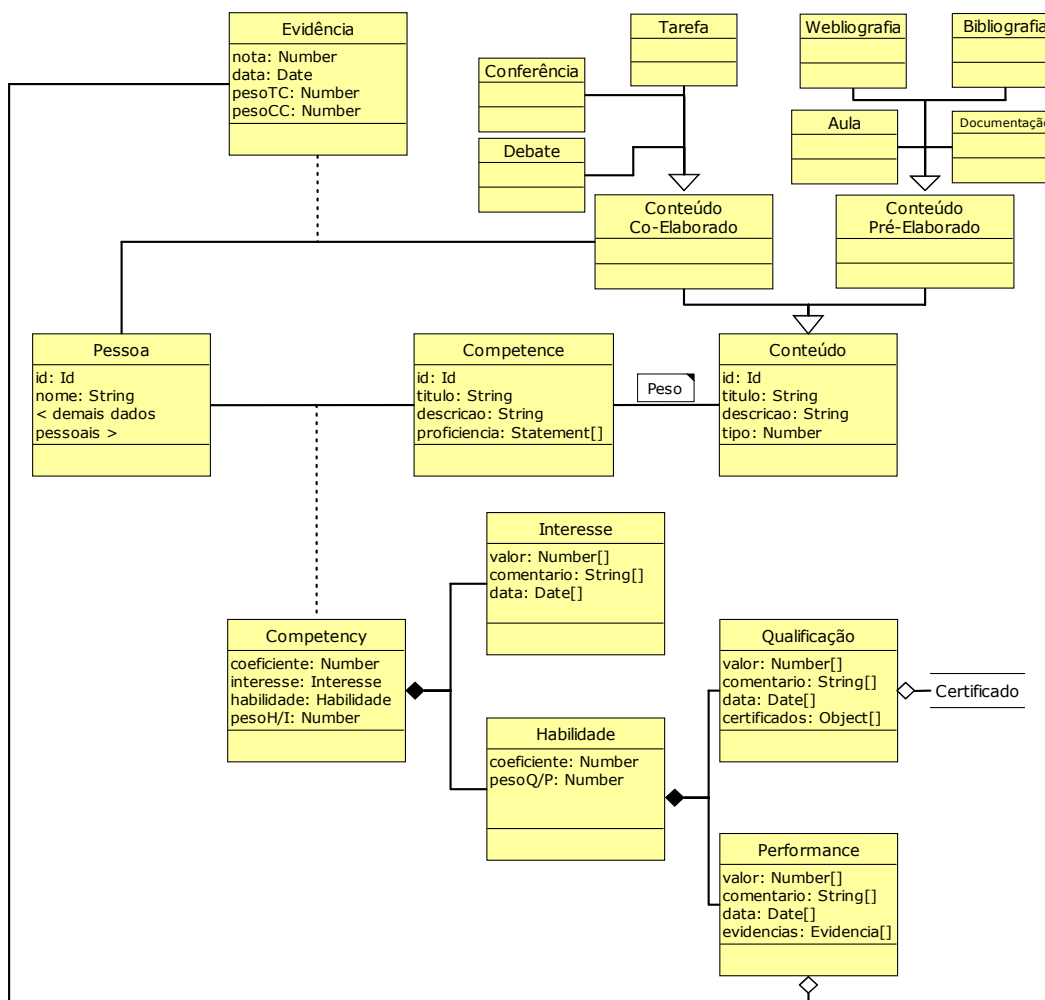 Evidência
nota: Number
data: Date
pesoTC: Number
pesoCC: Number
Tarefa
Conferência
Debate
Webliografia
Bibliografia
Aula
Documentação
Conteúdo
Co-Elaborado
Conteúdo
Pré-Elaborado
Pessoa
id: Id
nome: String
< demais dados
pessoais >
Competence
id: Id
titulo: String
descricao: String
proficiencia: Statement[]
Peso
Conteúdo
id: Id
titulo: String
descricao: String
tipo: Number
Interesse
valor: Number[]
comentario: String[]
data: Date[]
Competency
coeficiente: Number
interesse: Interesse
habilidade: Habilidade
pesoH/I: Number
Habilidade
coeficiente: Number
pesoQ/P: Number
Qualificação
valor: Number[]
comentario: String[]
data: Date[]
certificados: Object[]
Certificado
Performance
valor: Number[]
comentario: String[]
data: Date[]
evidencias: Evidencia[]